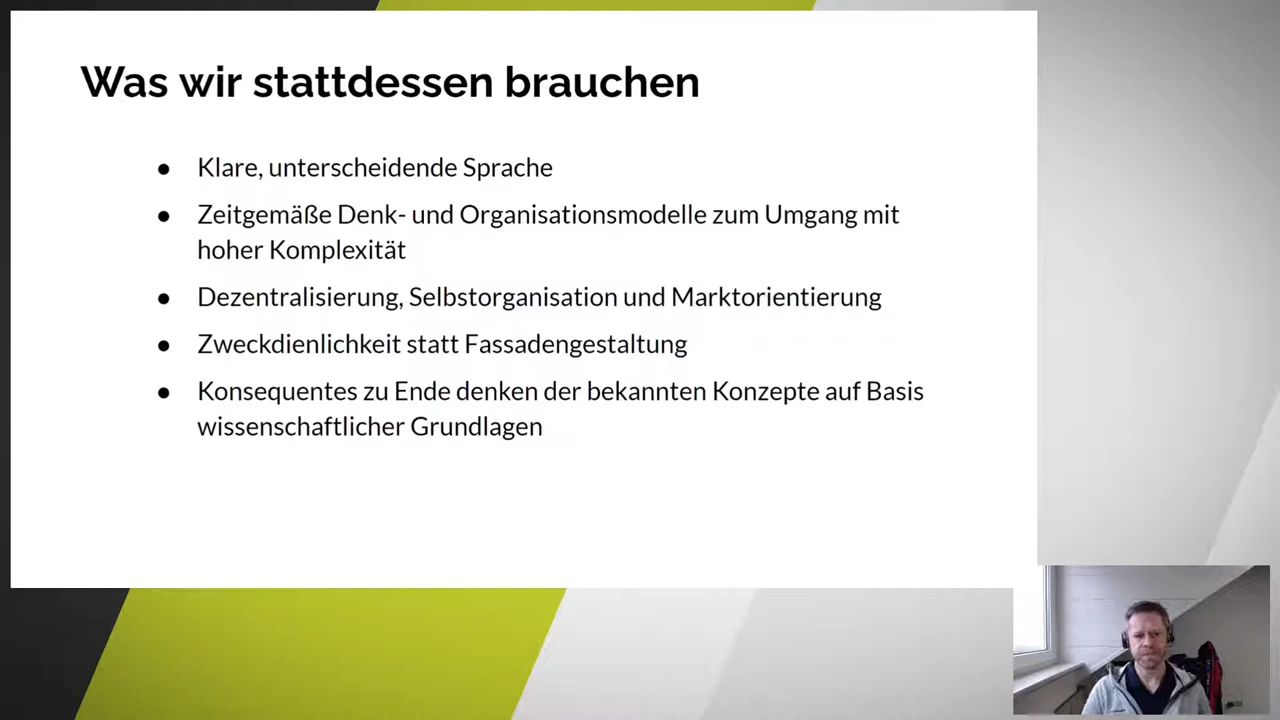 Was wir stattdessen brauchen
● Klare, unterscheidende Sprache
● Zeitgemäße Denk- und Organisationsmodelle zum Umgang mit
hoher Komplexität
● Dezentralisierung, Selbstorganisation und Marktorientierung
● Zweckdienlichkeit statt Fassadengestaltung
● Konsequentes zu Ende denken der bekannten Konzepte auf Basis
wissenschaftlicher Grundlagen